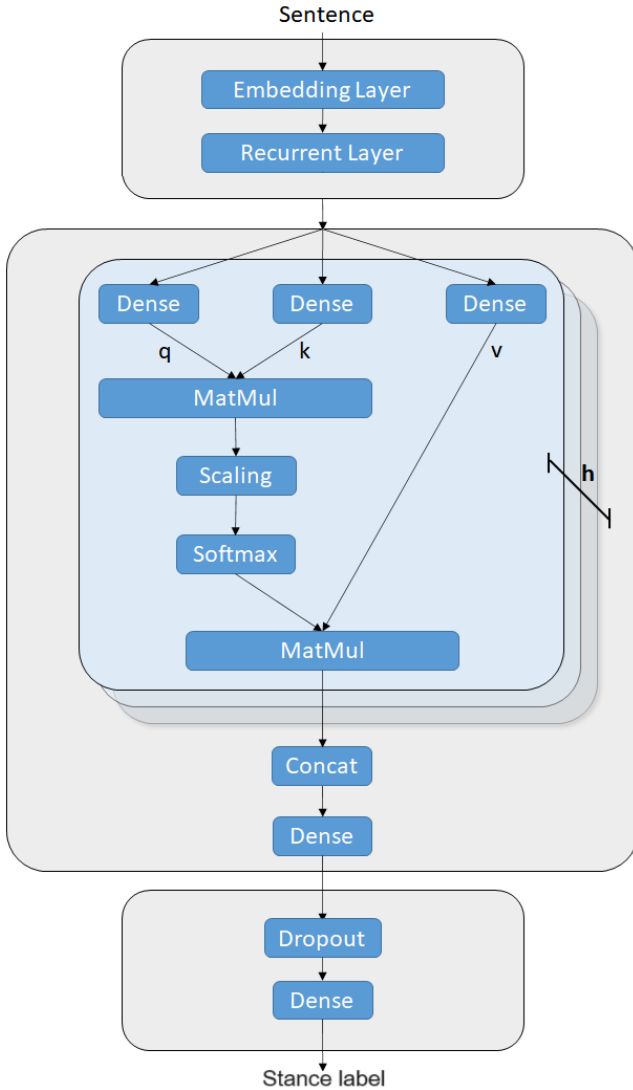 Sentence
Embedding Layer
Recurrent Layer
Dense Dense Dense
q k v
MatMul
Scaling
h
Softmax
MatMul
Concat
Dense
Dropout
Dense
Stance label